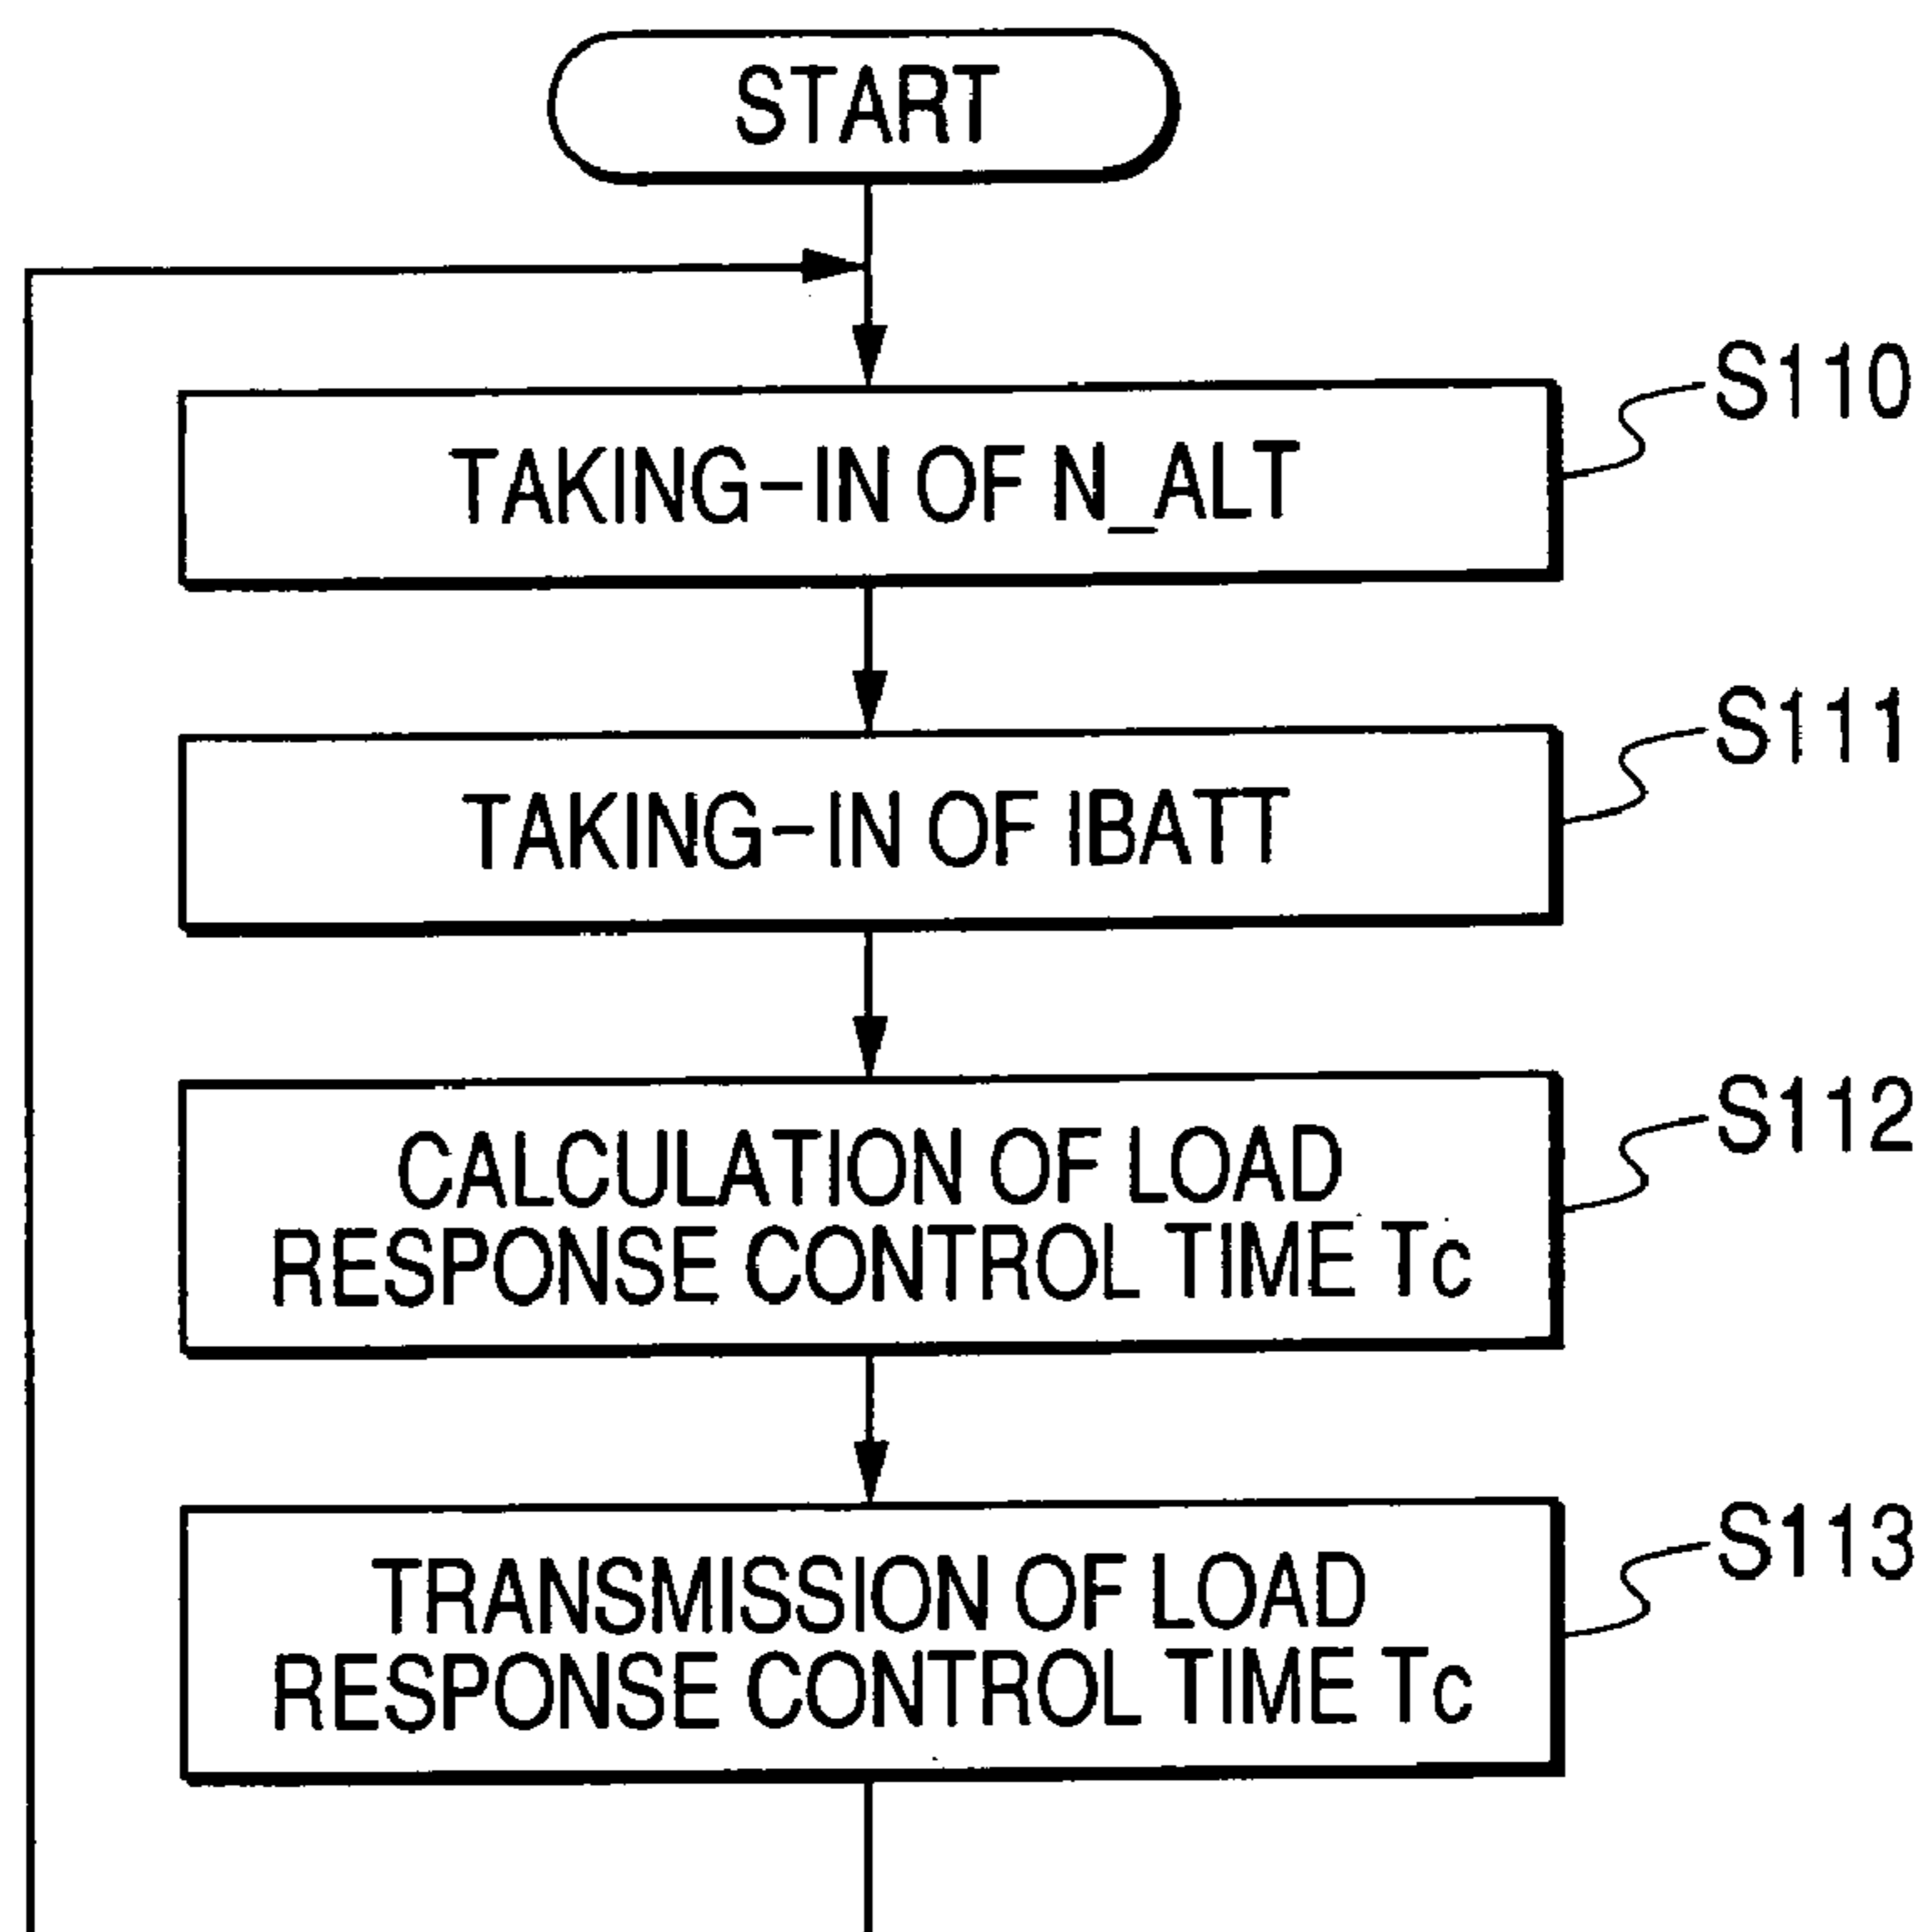 START
S110
TAKING-IN OF N_ALT
S111
TAKING-IN OF IBATT
S112
CALCULATION OF LOAD
RESPONSE CONTROL TIME Tc
S113
TRANSMISSION OF LOAD
RESPONSE CONTROL TIME Tc